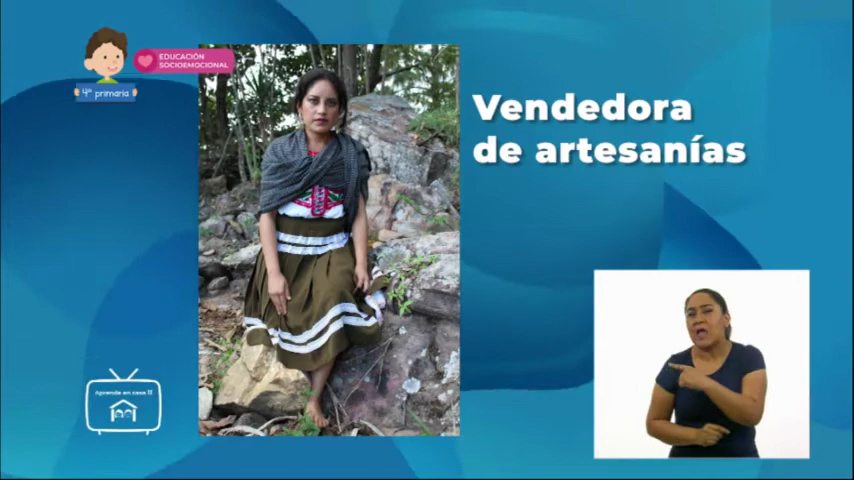 EDUCACIÓN
SOCIOEMOCIONAL
4º primaria
Vendedora
de artesanías
Aprende en casa II